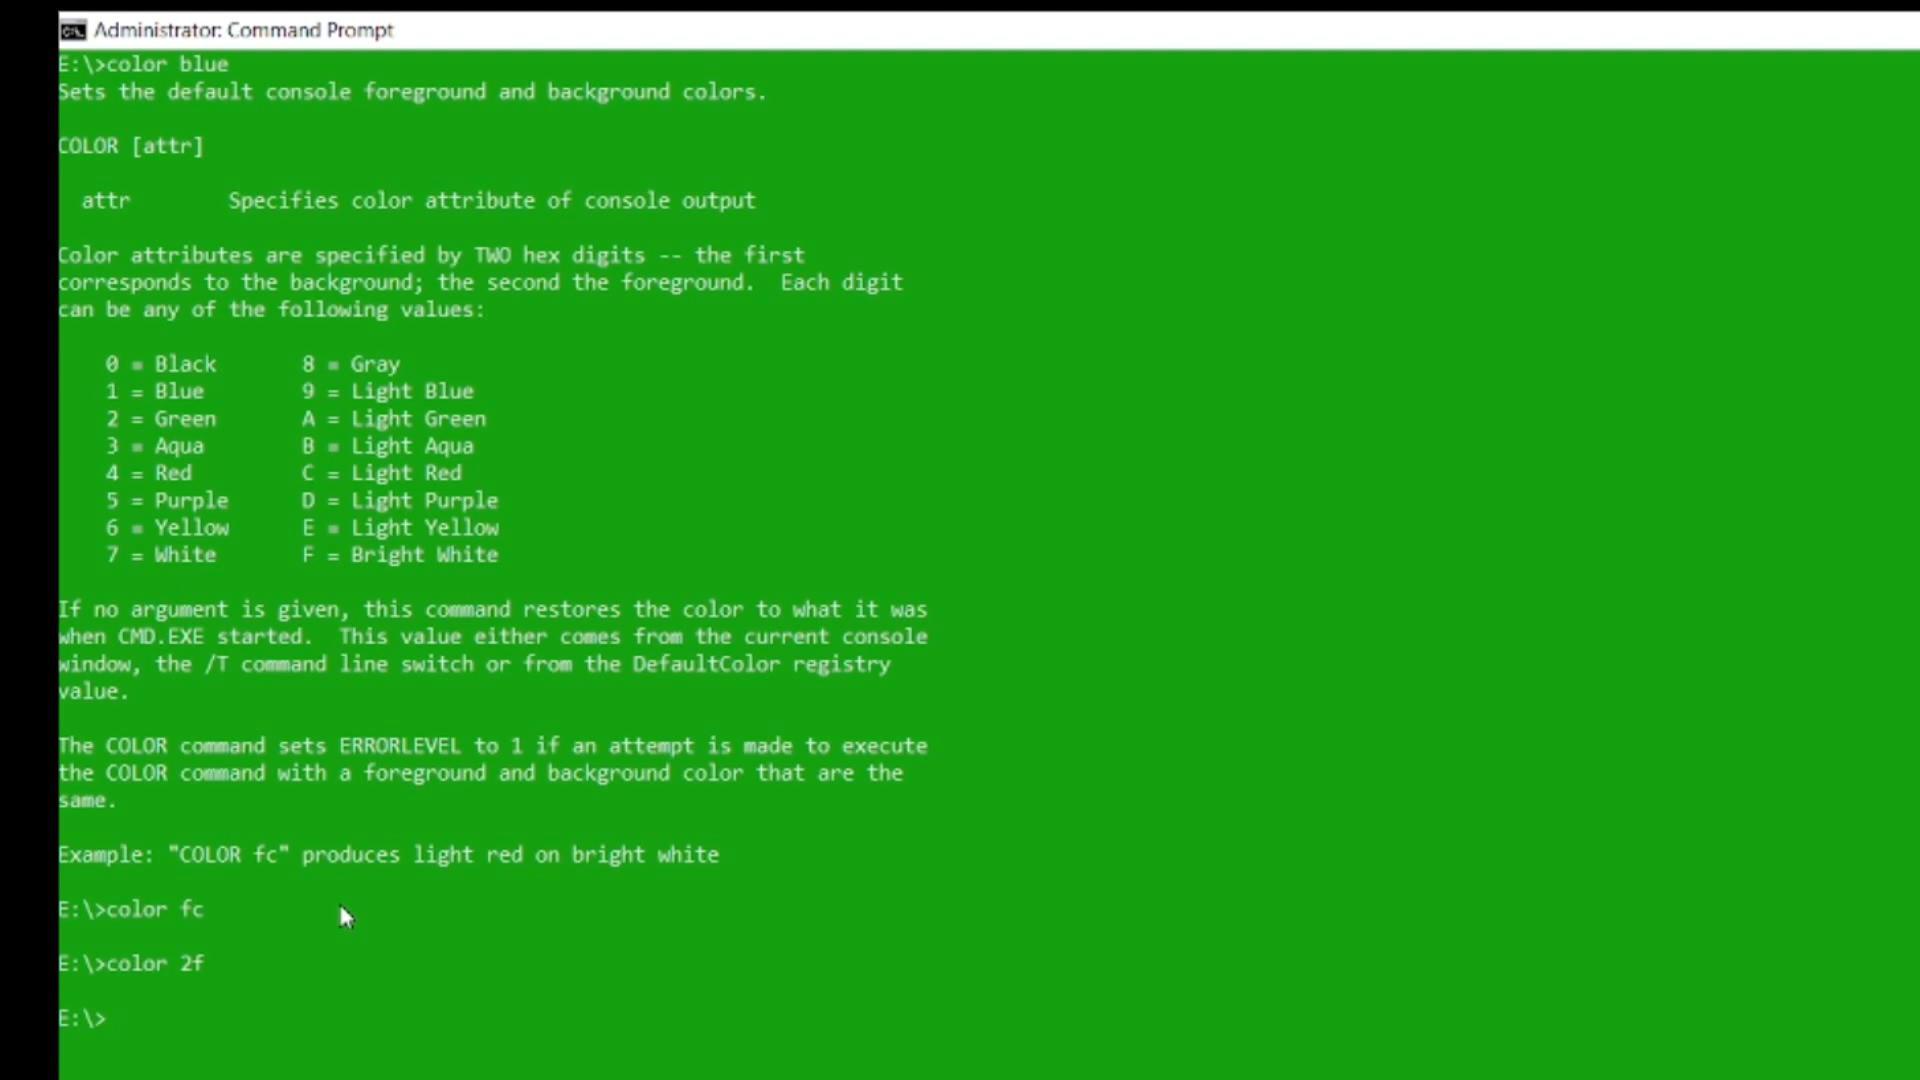 Administrator: Command Prompt
E:\>color blue
Sets the default console foreground and background colors.
COLOR [attr]
  attr        Specifies color attribute of console output
Color attributes are specified by TWO hex digits -- the first
corresponds to the background; the second the foreground.  Each digit
can be any of the following values:
    0 = Black       8 = Gray
    1 = Blue        9 = Light Blue
    2 = Green       A = Light Green
    3 = Aqua        B = Light Aqua
    4 = Red         C = Light Red
    5 = Purple      D = Light Purple
    6 = Yellow      E = Light Yellow
    7 = White       F = Bright White
If no argument is given, this command restores the color to what it was
when CMD.EXE started.  This value either comes from the current console
window, the /T command line switch or from the DefaultColor registry
value.
The COLOR command sets ERRORLEVEL to 1 if an attempt is made to execute
the COLOR command with a foreground and background color that are the
same.
Example: "COLOR fc" produces light red on bright white
E:\>color fc
E:\>color 2f
E:\>